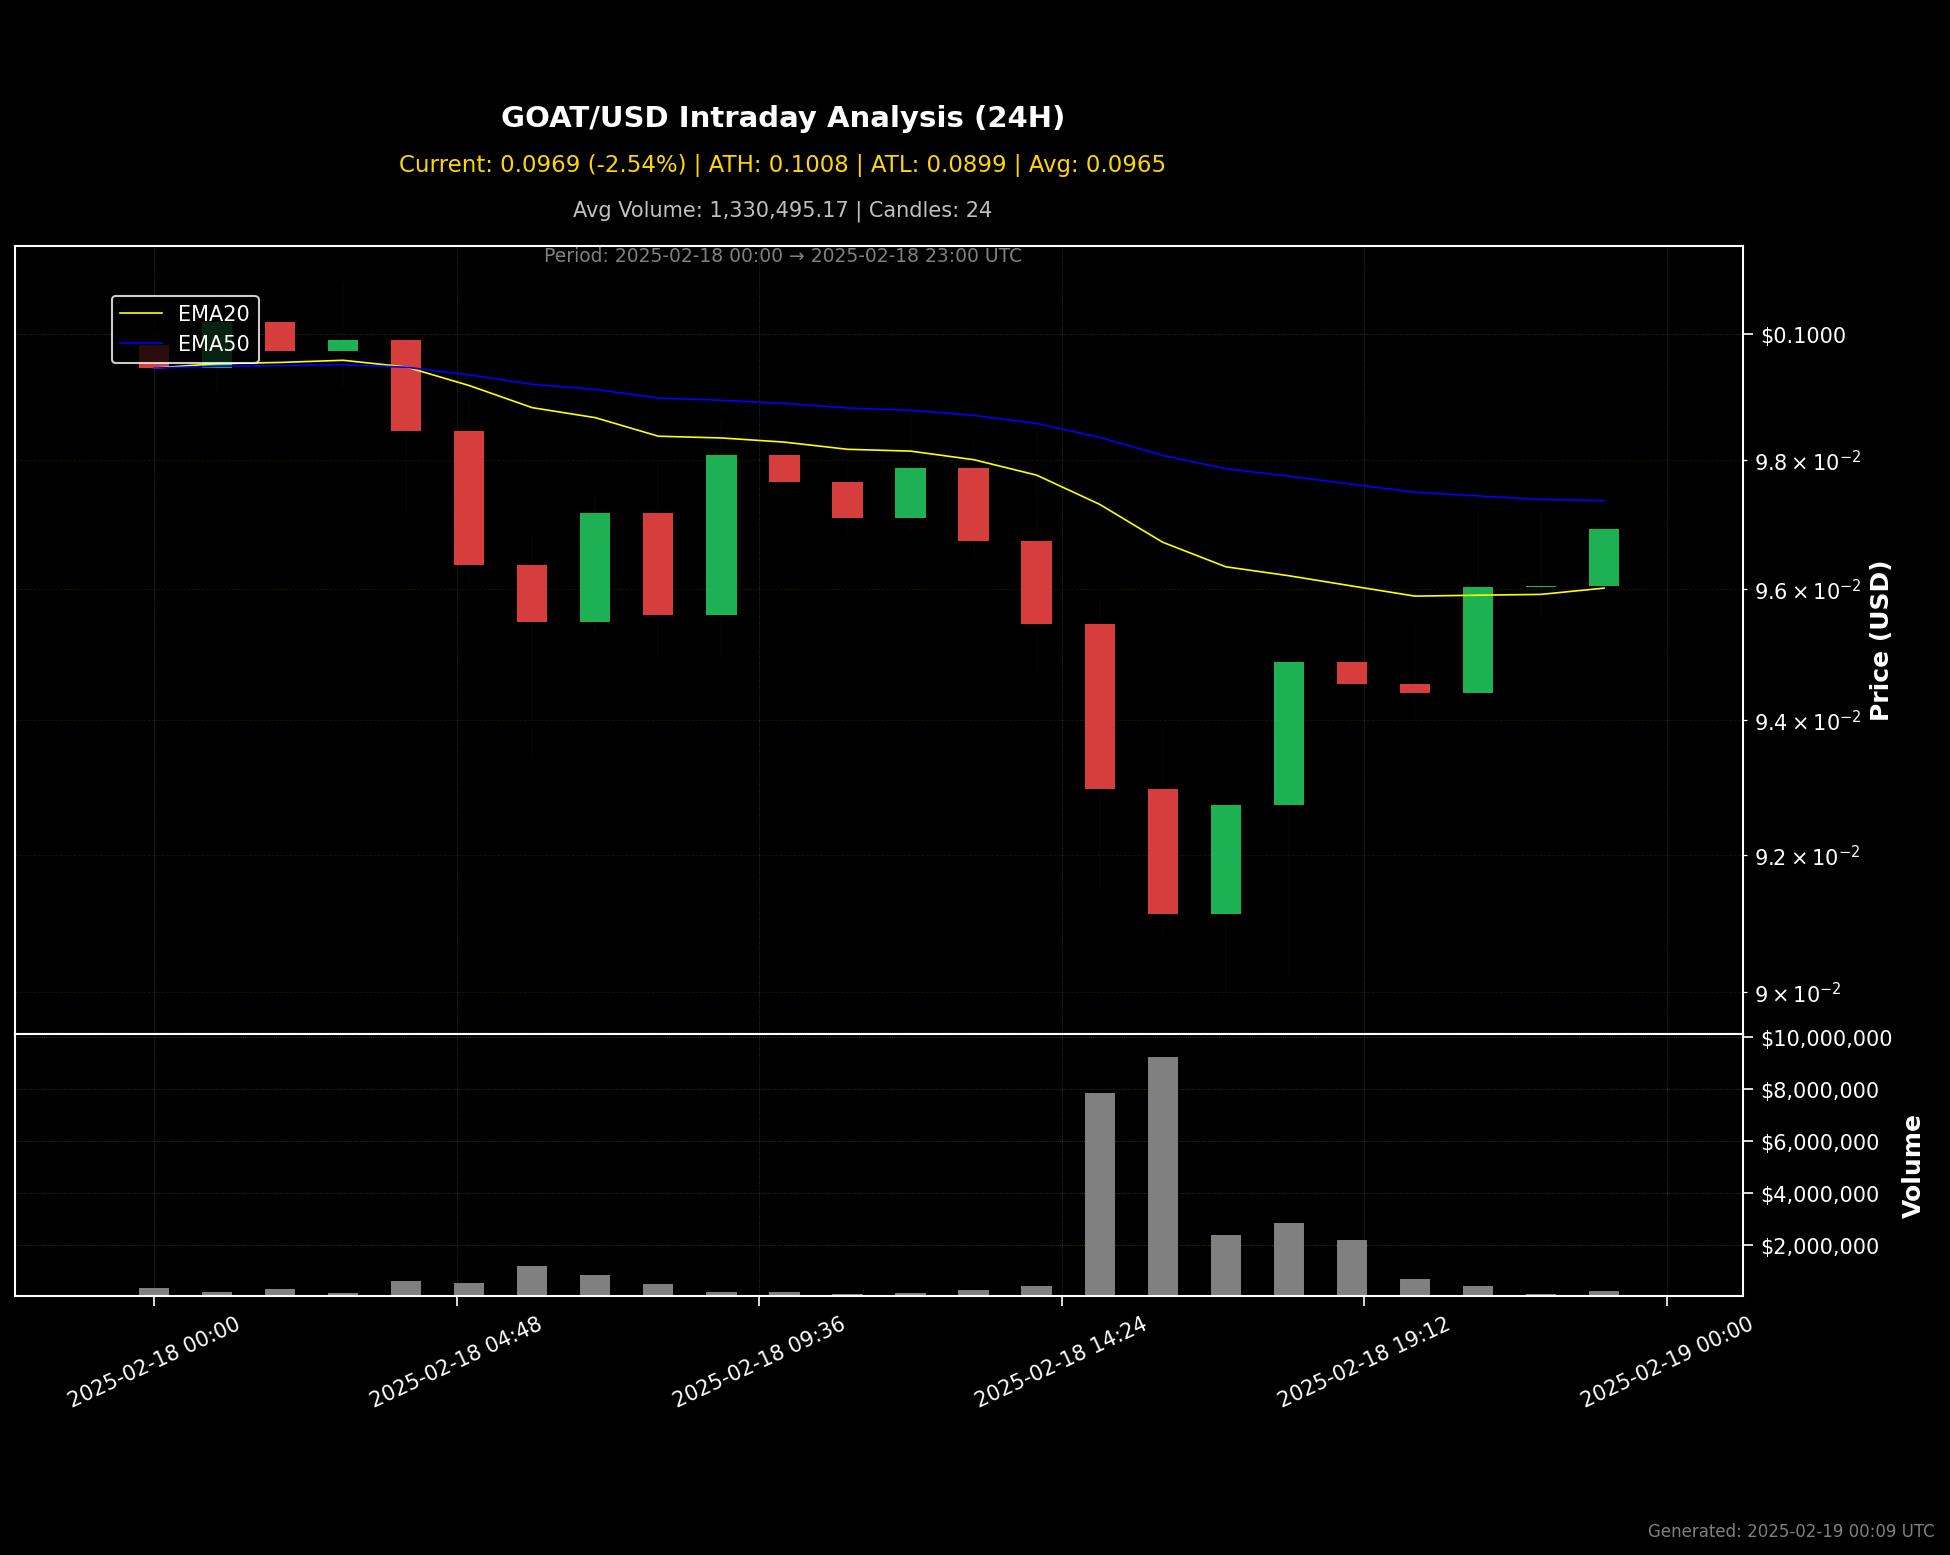 GOAT/USD Intraday Analysis (24H)
Current: 0.0969 (-2.54%) | ATH: 0.1008 | ATL: 0.0899 | Avg: 0.0965
Avg Volume: 1,330,495.17 | Candles: 24
Period: 2025-02-18 00:00 → 2025-02-18 23:00 UTC
EMA20
EMA50
$0.1000
9.8 × 10⁻²
9.6 × 10⁻²
9.4 × 10⁻²
9.2 × 10⁻²
9 × 10⁻²
Price (USD)
$10,000,000
$8,000,000
$6,000,000
$4,000,000
$2,000,000
Volume
2025-02-18 00:00
2025-02-18 04:48
2025-02-18 09:36
2025-02-18 14:24
2025-02-18 19:12
2025-02-19 00:00
Generated: 2025-02-19 00:09 UTC